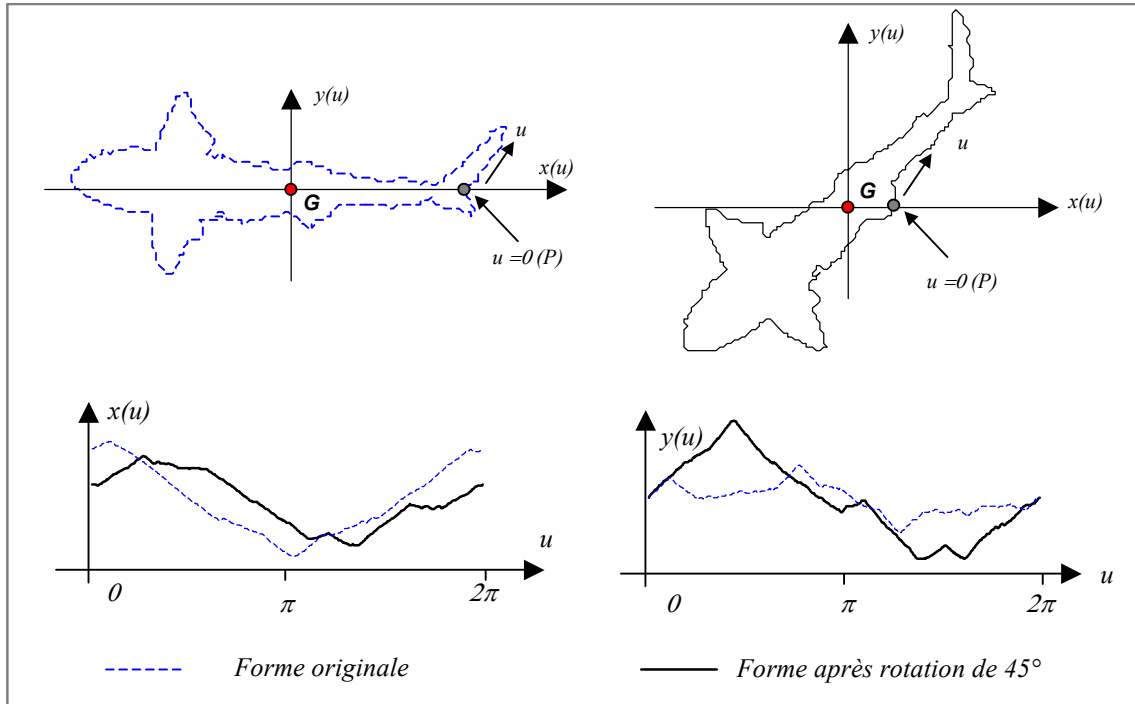 y(u)
u
x(u)
G
u =0 (P)
y(u)
u
G
x(u)
u =0 (P)
x(u)
u
0
π
2π
y(u)
u
0
π
2π
Forme originale
Forme après rotation de 45°